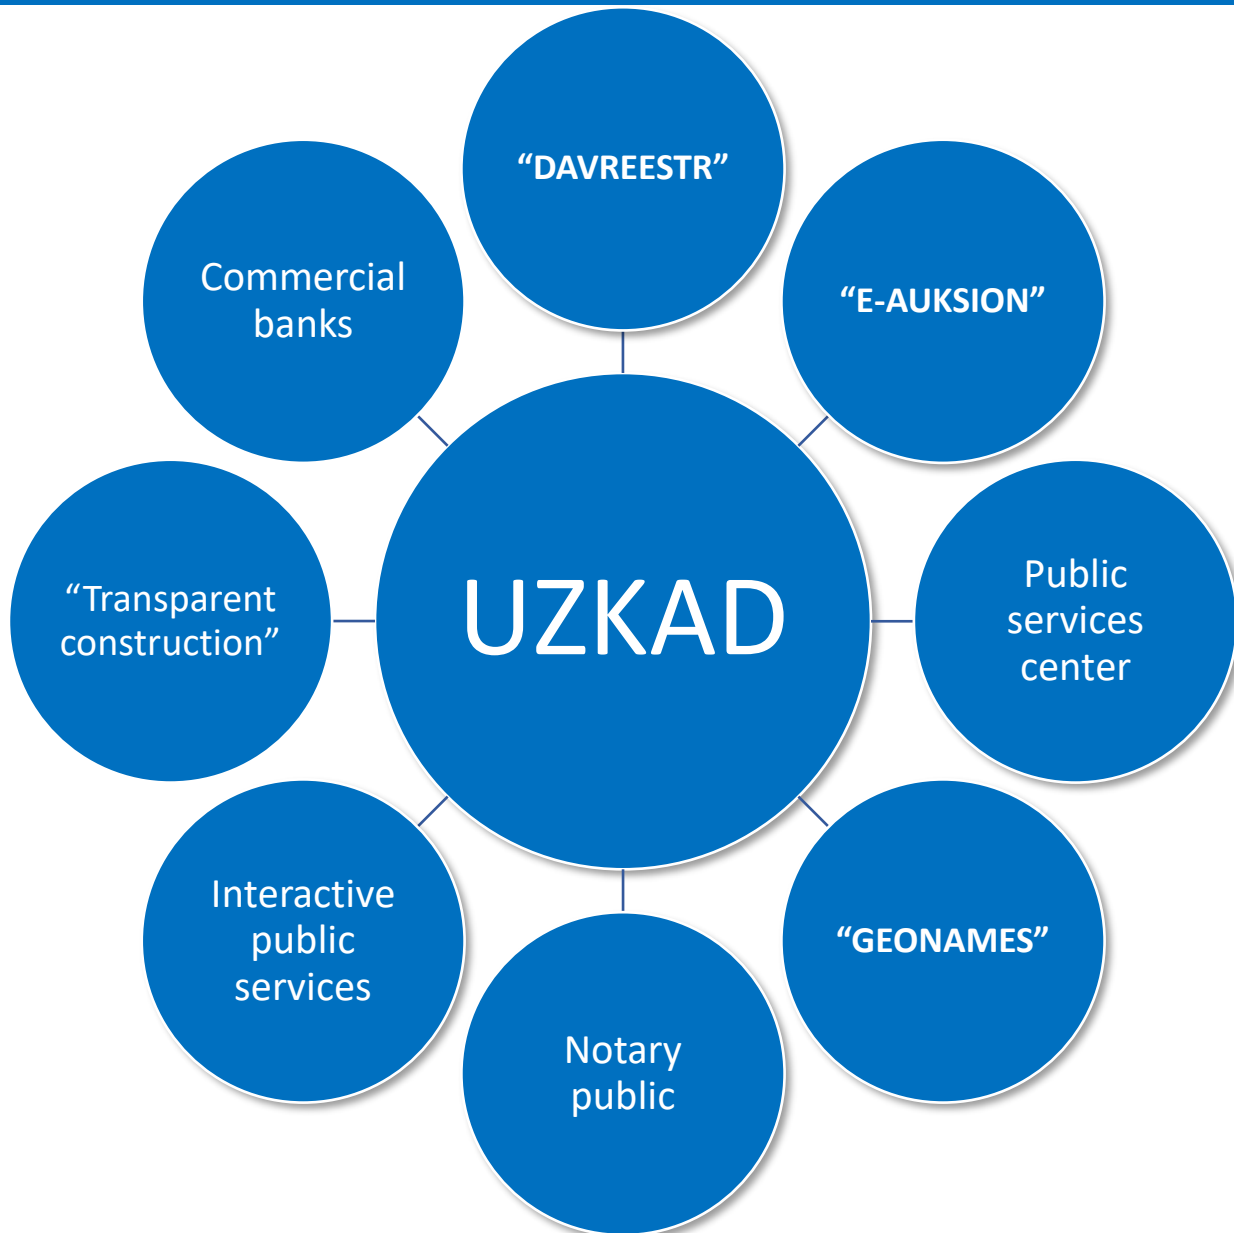 “DAVREESTR”
“E-AUKSION”
Public
services
center
“GEONAMES”
Notary
public
Interactive
public
services
“Transparent
construction”
Commercial
banks
UZKAD